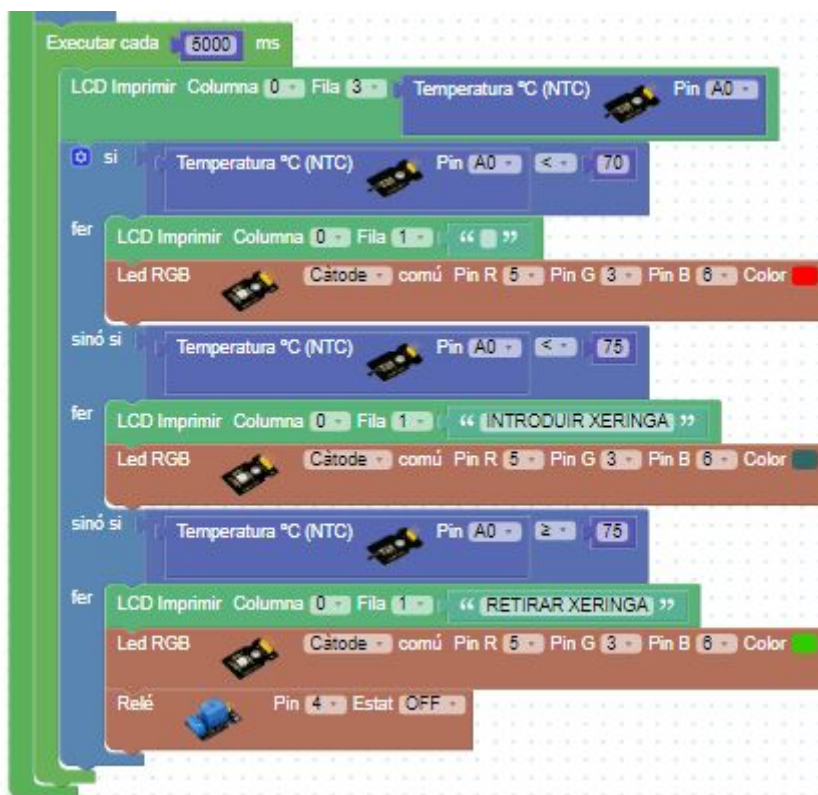 Executar cada 5000 ms
LCD Imprimir Columna 0 Fila 3 Temperatura ºC (NTC) Pin A0
si Temperatura ºC (NTC) Pin A0 < 70
fer LCD Imprimir Columna 0 Fila 1 “ ”
Led RGB Càtode comú Pin R 5 Pin G 3 Pin B 6 Color
sinó si Temperatura ºC (NTC) Pin A0 < 75
fer LCD Imprimir Columna 0 Fila 1 “ INTRODUIR XERINGA ”
Led RGB Càtode comú Pin R 5 Pin G 3 Pin B 6 Color
sinó si Temperatura ºC (NTC) Pin A0 ≥ 75
fer LCD Imprimir Columna 0 Fila 1 “ RETIRAR XERINGA ”
Led RGB Càtode comú Pin R 5 Pin G 3 Pin B 6 Color
Relé Pin 4 Estat OFF